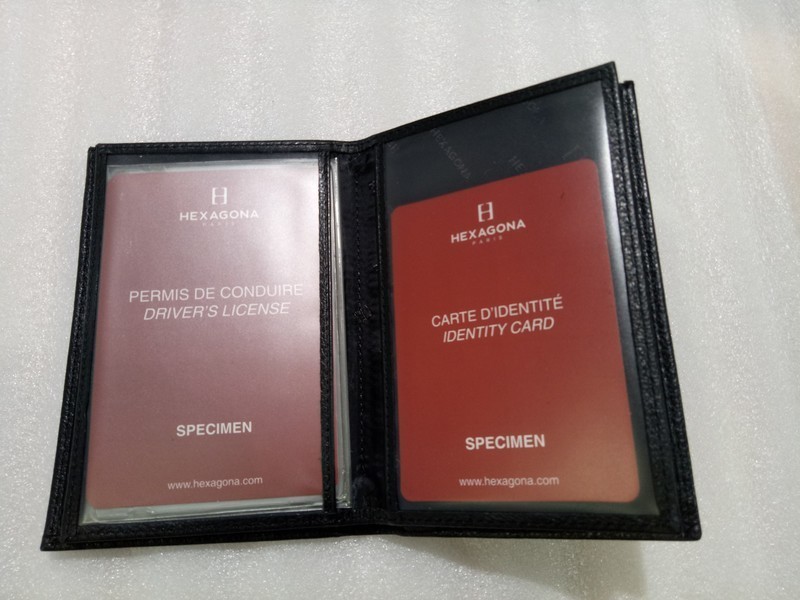 HEXAGONA
PARIS
PERMIS DE CONDUIRE
DRIVER'S LICENSE
SPECIMEN
www.hexagona.com
HEXAGONA
HEXAGONA
PARIS
CARTE D'IDENTITÉ
IDENTITY CARD
SPECIMEN
www.hexagona.com